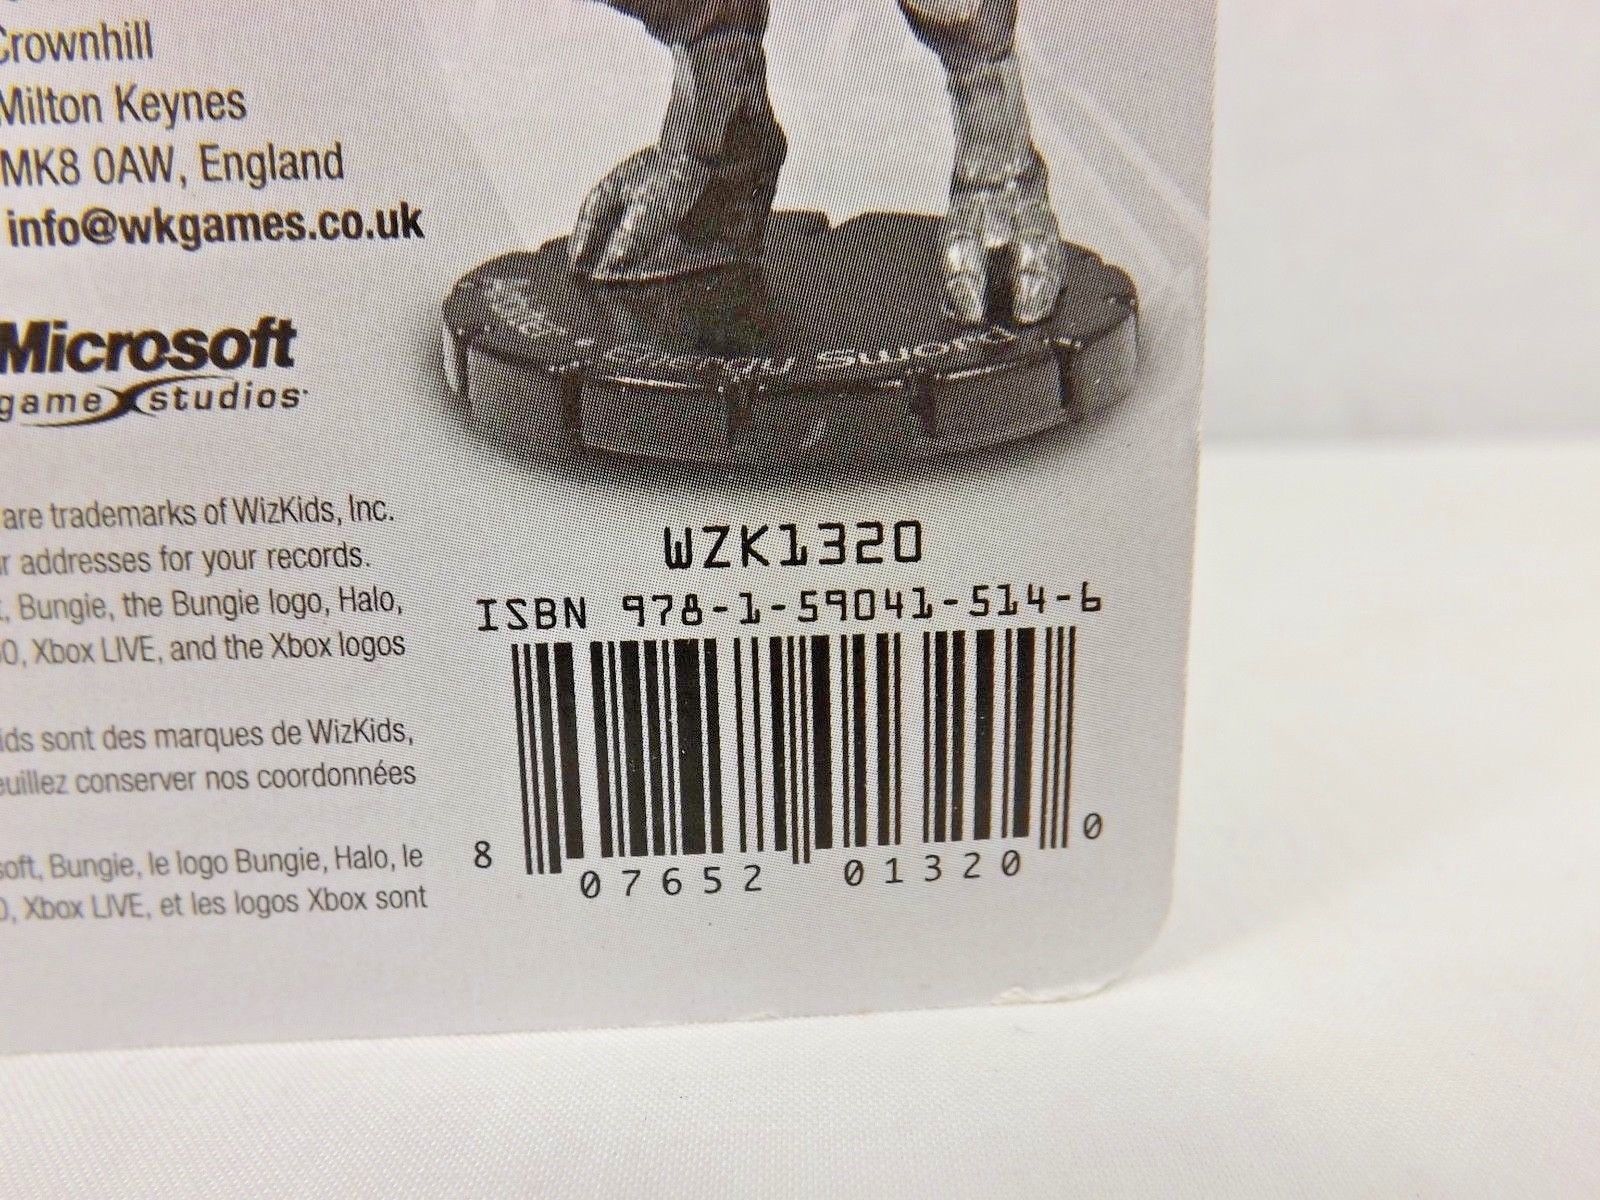 Crownhill
Milton Keynes
MK8 0AW, England
info@wkgames.co.uk
Microsoft
game studios
Energy Sword
are trademarks of WizKids, Inc.
addresses for your records.
Bungie, the Bungie logo, Halo,
Xbox LIVE, and the Xbox logos
sont des marques de WizKids,
conserver nos coordonnées
Bungie, le logo Bungie, Halo, le
Xbox LIVE, et les logos Xbox sont
WZK1320
ISBN 978-1-59041-514-6
8 07652 01320 0